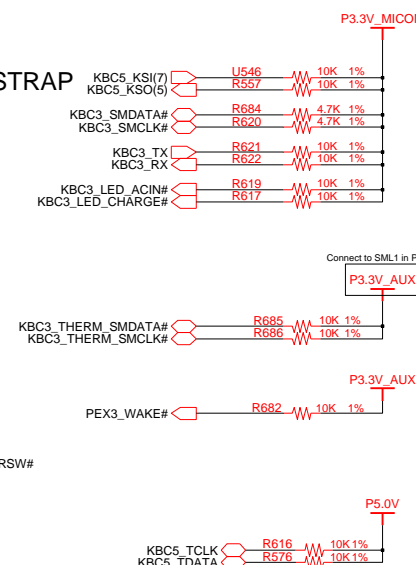 P3.3V_MICOM
STRAP
KBC5_KSI(7) U546 10K 1%
KBC5_KSO(5) R557 10K 1%
KBC3_SMDATA# R684 4.7K 1%
KBC3_SMCLK# R620 4.7K 1%
KBC3_TX R621 10K 1%
KBC3_RX R622 10K 1%
KBC3_LED_ACIN# R619 10K 1%
KBC3_LED_CHARGE# R617 10K 1%
Connect to SML1 in P
P3.3V_AUX
KBC3_THERM_SMDATA# R685 10K 1%
KBC3_THERM_SMCLK# R686 10K 1%
P3.3V_AUX
PEX3_WAKE# R682 10K 1%
RSW#
P5.0V
KBC5_TCLK R616 10K 1%
KBC5_TDATA R576 10K 1%